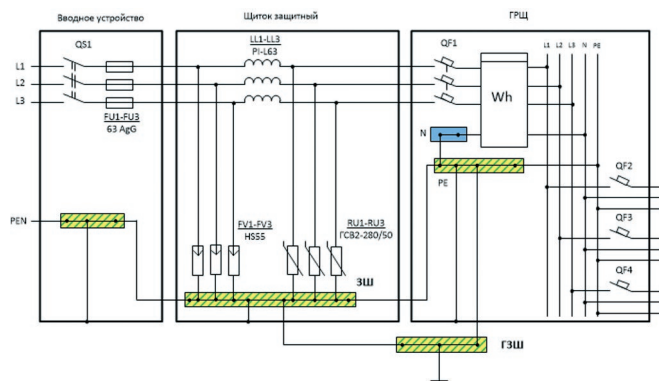 Вводное устройство
Щиток защитный
ГРЩ
QS1
LL1-LL3
PI-L63
QF1
L1 L2 L3 N PE
L1
L2
L3
Wh
FU1-FU3
63 AgG
N
PE
QF2
PEN
FV1-FV3
HS55
RU1-RU3
ГСВ2-280/50
QF3
ЗШ
QF4
ГЗШ